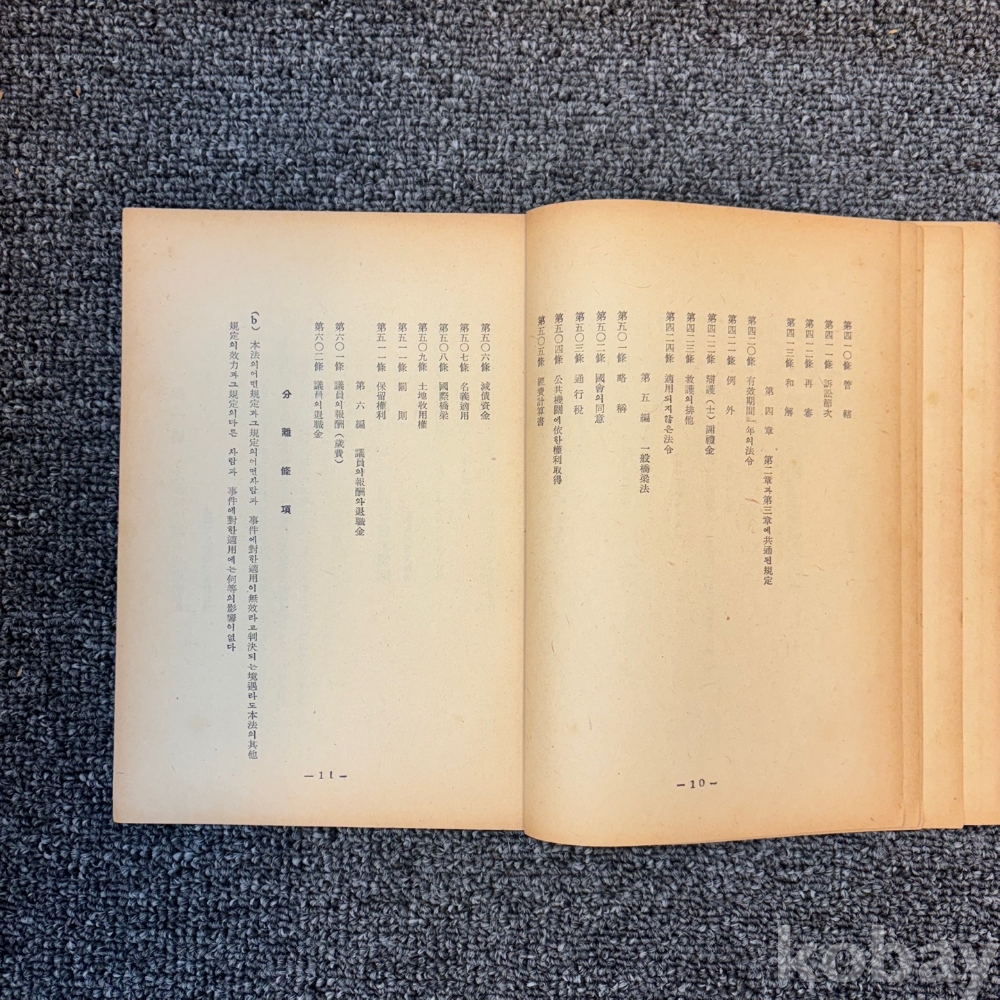 第四一〇條 管轄
第四一一條 訴訟節次
第四一二條 再審
第四一三條 和解
第四章 第二章과第三章에共通된規定
第四二〇條 有效期間一年의法令
第四二一條 例外
第四二二條 辯護(士)謝禮金
第四二三條 救護의排他
第四二四條 適用되지않은法令
第五編 一般橋梁法
第五〇一條 略稱
第五〇二條 國會의同意
第五〇三條 通行稅
第五〇四條 公共機關에依한權利取得
第五〇五條 經費計算書
-10-
第五〇六條 減債資金
第五〇七條 名義適用
第五〇八條 國際橋梁
第五〇九條 土地收用權
第五一一條 罰則
第五一一條 保留權利
第六編 議員의報酬와退職金
第六〇一條 議員의報酬(歲費)
第六〇二條 議員의退職金
分離條項
(b) 本法의어떤規定과그規定의어떤사람과 事件에對한適用이無效라고判決되는境遇라도本法의其他
規定의效力과그規定의다른 사람과 事件에對한適用에는何等의影響이없다
-11-
kobay